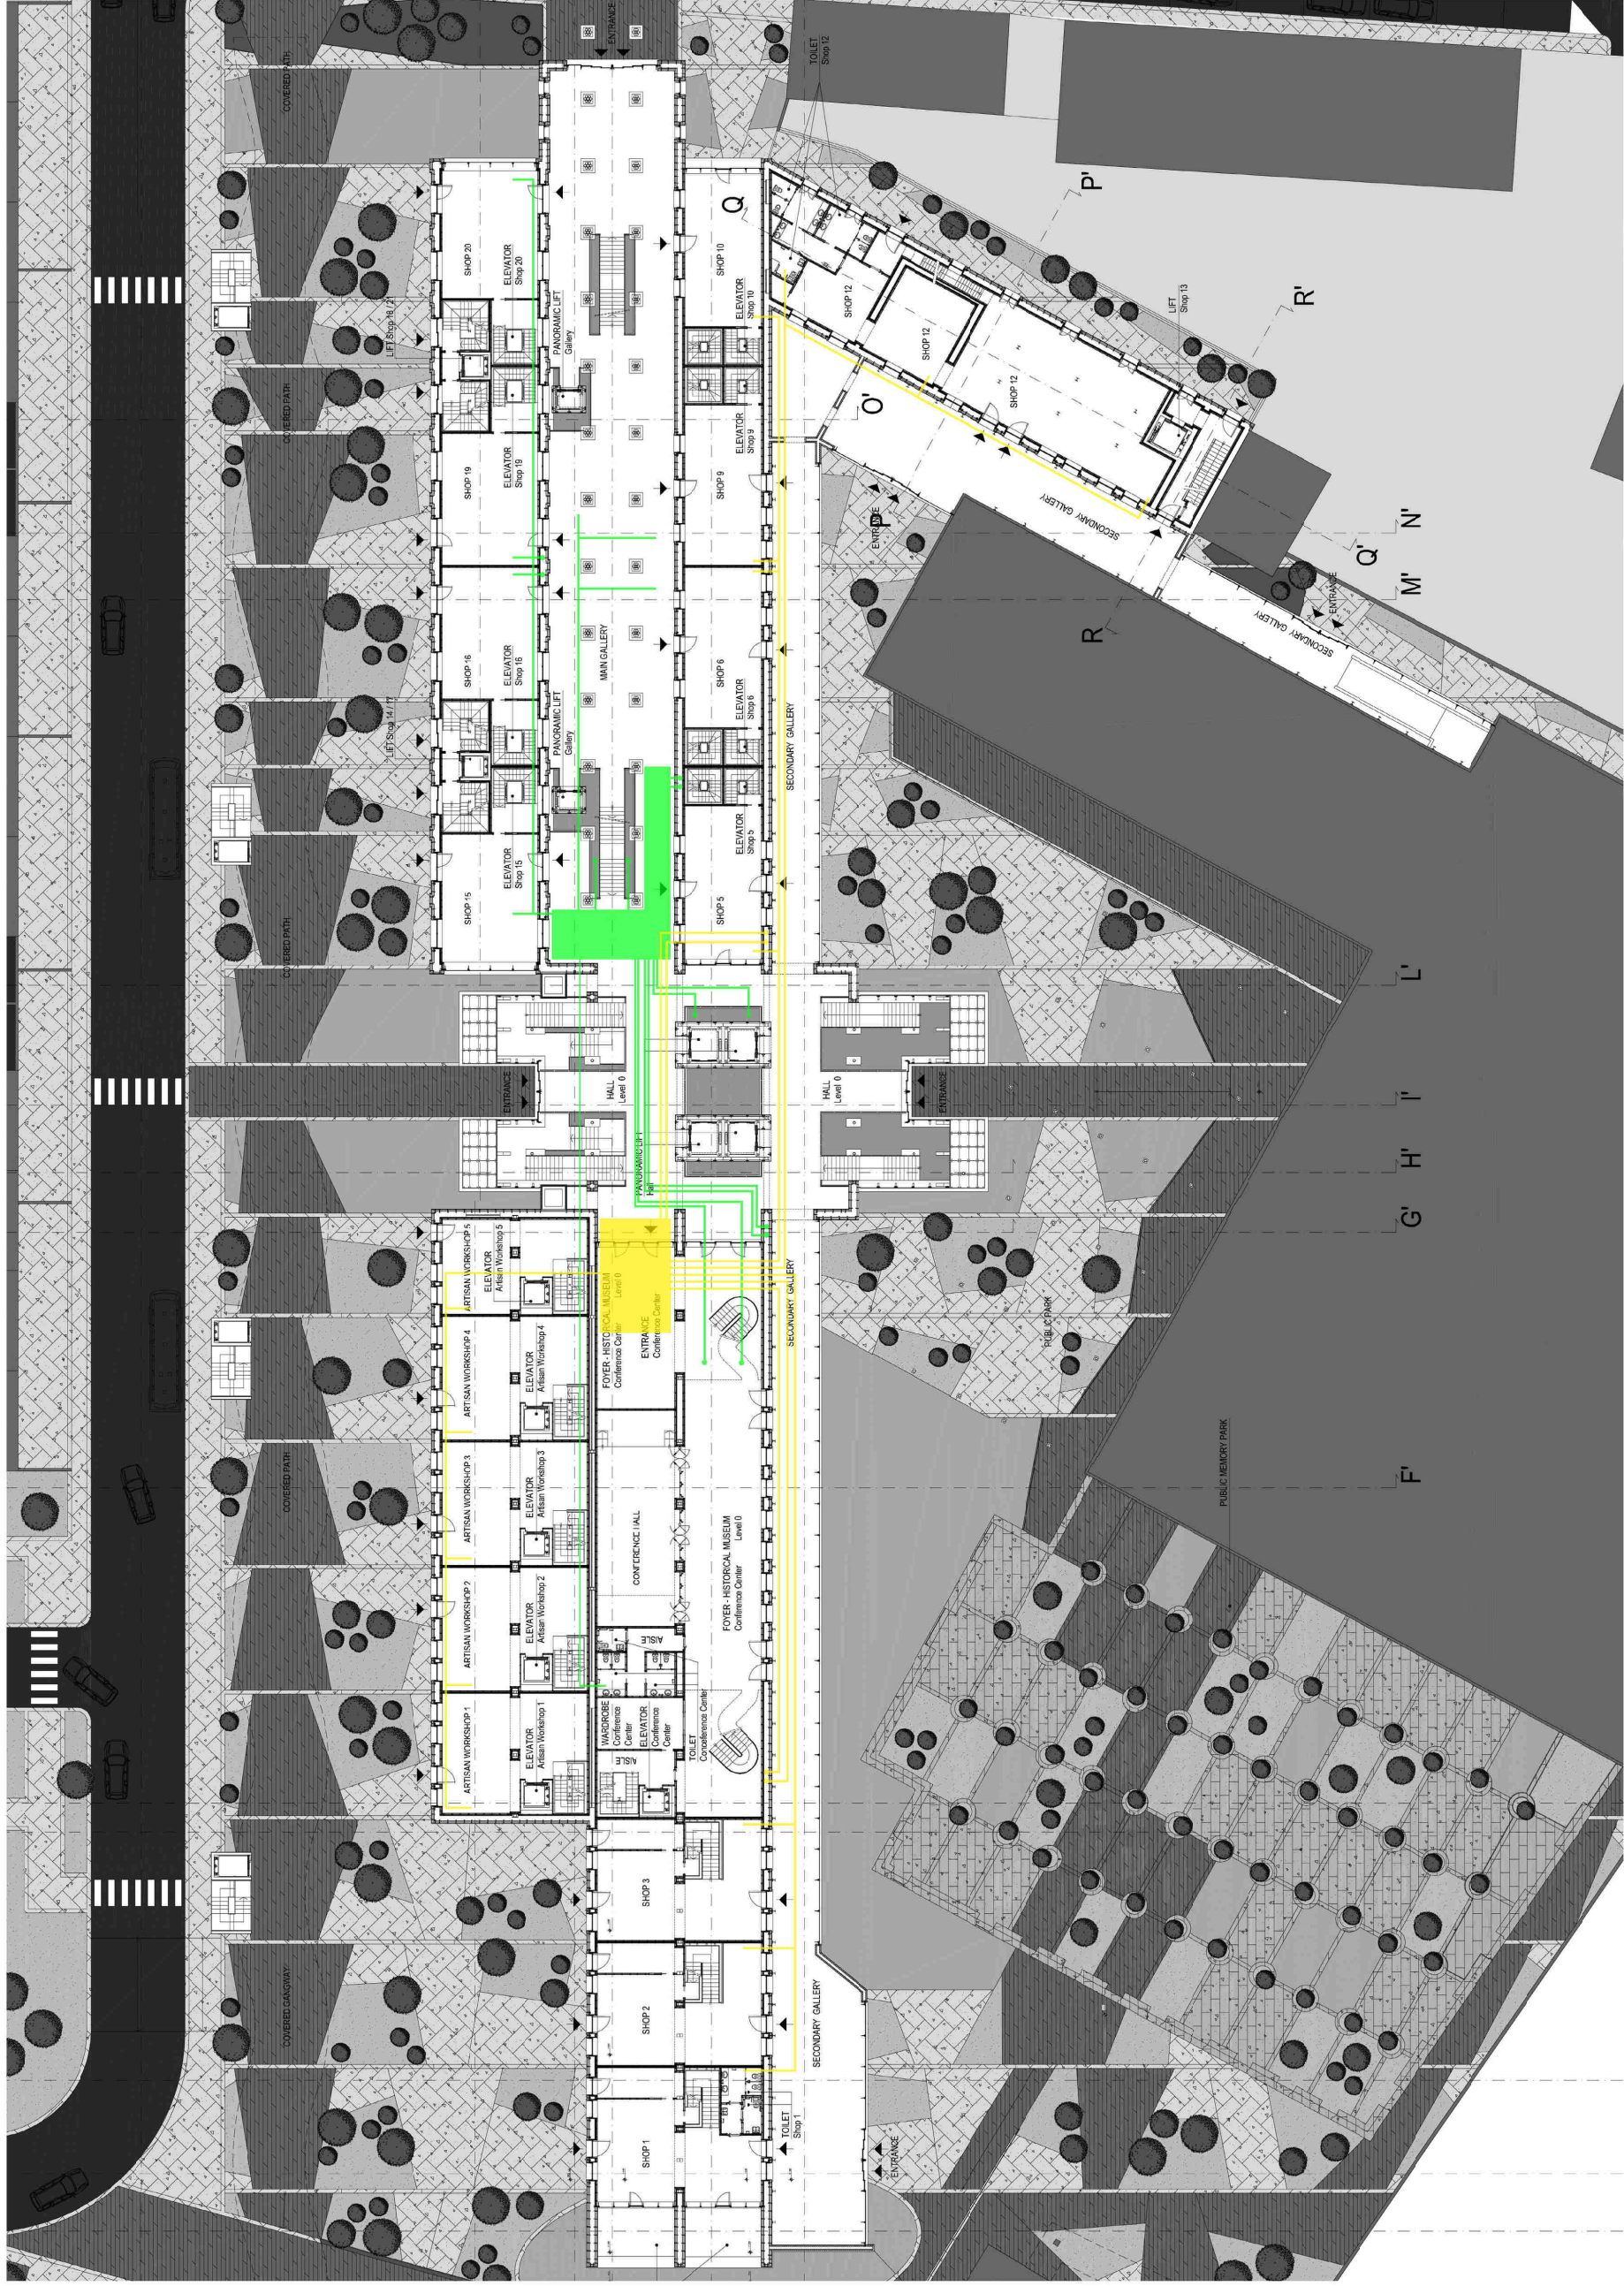 ENTRANCE
TOILET
Shop 12
COVERED PATH
Q
P'
SHOP 20
ELEVATOR
Shop 20
SHOP 10
ELEVATOR
Shop 10
PANORAMIC LIFT
Gallery
LIFT Shop 18 / 21
SHOP 12
SHOP 12
SHOP 12
LIFT
Shop 13
R'
O'
COVERED PATH
SHOP 19
ELEVATOR
Shop 19
SHOP 9
ELEVATOR
Shop 9
SECONDARY GALLERY
ENTRANCE
P
N'
Q'
M'
ENTRANCE
SECONDARY GALLERY
R
MAIN GALLERY
SHOP 16
ELEVATOR
Shop 16
SHOP 6
ELEVATOR
Shop 6
PANORAMIC LIFT
Gallery
LIFT Shop 14 / 17
SECONDARY GALLERY
SHOP 15
ELEVATOR
Shop 15
SHOP 5
ELEVATOR
Shop 5
COVERED PATH
L'
ENTRANCE
HALL
Level 0
HALL
Level 0
ENTRANCE
I'
H'
PANORAMIC LIFT
Hall
G'
ARTISAN WORKSHOP 5
ELEVATOR
Artisan Workshop 5
FOYER - HISTORICAL MUSEUM
Conference Center Level 0
ENTRANCE
Conference Center
SECONDARY GALLERY
PUBLIC PARK
ARTISAN WORKSHOP 4
ELEVATOR
Artisan Workshop 4
COVERED PATH
ARTISAN WORKSHOP 3
ELEVATOR
Artisan Workshop 3
CONFERENCE HALL
FOYER - HISTORICAL MUSEUM
Conference Center Level 0
PUBLIC MEMORY PARK
F'
ARTISAN WORKSHOP 2
ELEVATOR
Artisan Workshop 2
AISLE
ARTISAN WORKSHOP 1
ELEVATOR
Artisan Workshop 1
WARDROBE
Conference
Center
ELEVATOR
Conference
Center
TOILET
Concference Center
AISLE
SHOP 3
COVERED GANGWAY
SHOP 2
SECONDARY GALLERY
SHOP 1
TOILET
Shop 1
ENTRANCE